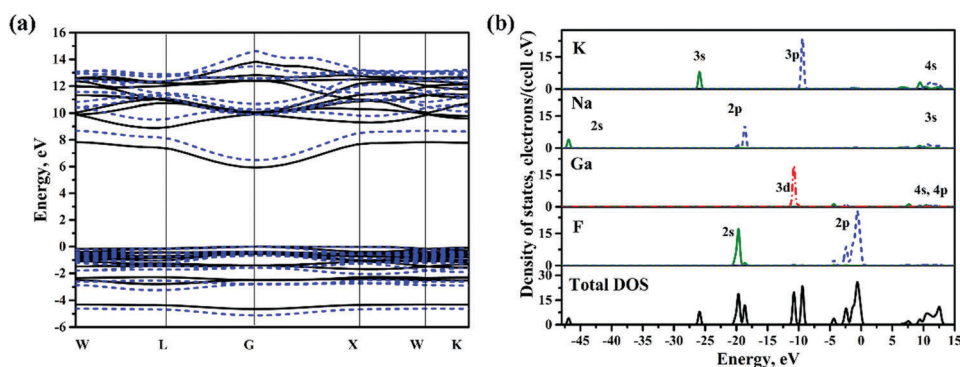 (a)
16
14
12
10
8
6
4
2
0
-2
-4
-6
Energy, eV
W L G X W K
(b)
Density of states, electrons/(cell eV)
K
3s
3p
4s
15
0
Na
2s
2p
3s
15
0
Ga
3d
4s, 4p
15
0
F
2s
2p
15
0
Total DOS
30
15
0
-45 -40 -35 -30 -25 -20 -15 -10 -5 0 5 10 15
Energy, eV